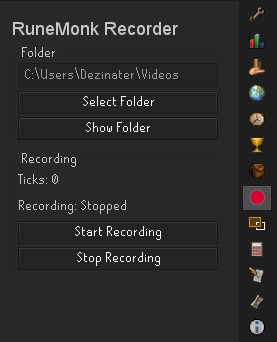 RuneMonk Recorder
Folder
C:\Users\Dezinater\Videos
Select Folder
Show Folder
Recording
Ticks: 0
Recording: Stopped
Start Recording
Stop Recording